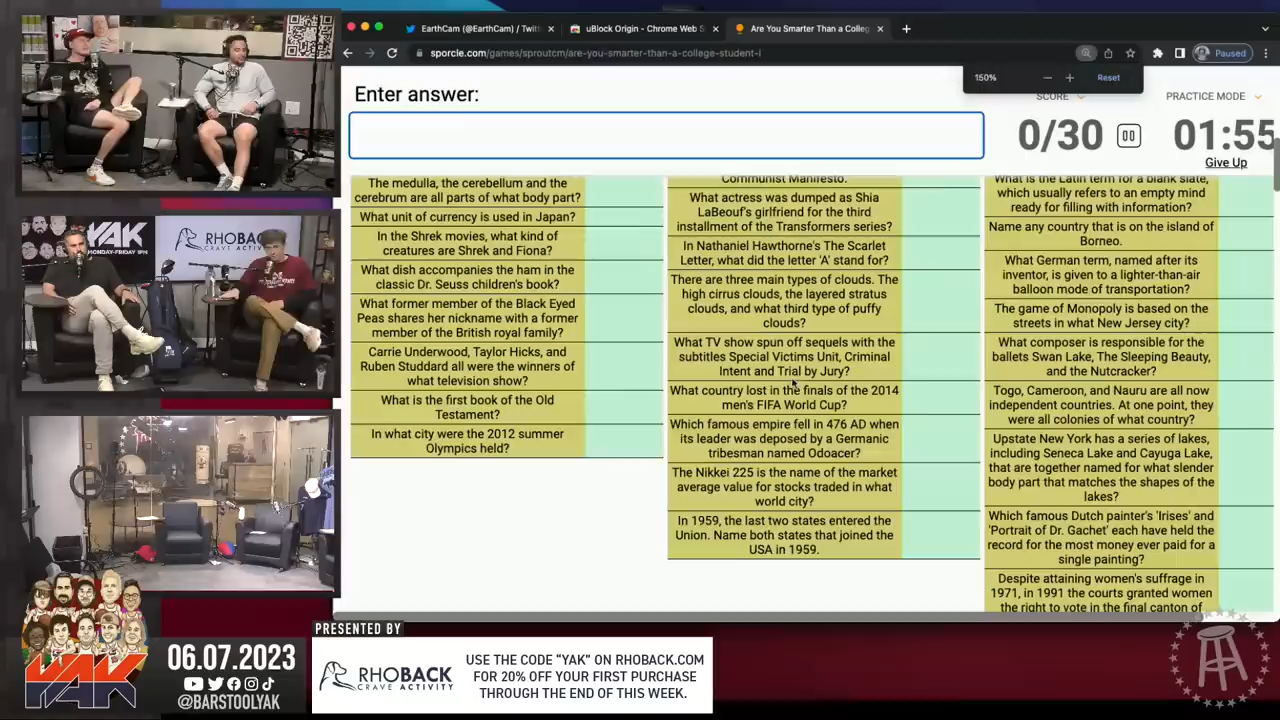 EarthCam (@EarthCam) / Twitt
uBlock Origin - Chrome Web S
Are You Smarter Than a Colleg
sporcle.com/games/sproutcm/are-you-smarter-than-a-college-student-i
Paused
150%
Reset
Enter answer:
SCORE
PRACTICE MODE
0/30
01:55
Give Up
The medulla, the cerebellum and the
cerebrum are all parts of what body part?
What unit of currency is used in Japan?
In the Shrek movies, what kind of
creatures are Shrek and Fiona?
What dish accompanies the ham in the
classic Dr. Seuss children's book?
What former member of the Black Eyed
Peas shares her nickname with a former
member of the British royal family?
Carrie Underwood, Taylor Hicks, and
Ruben Studdard all were the winners of
what television show?
What is the first book of the Old
Testament?
In what city were the 2012 summer
Olympics held?
Communist Manifesto.
What actress was dumped as Shia
LaBeouf's girlfriend for the third
installment of the Transformers series?
In Nathaniel Hawthorne's The Scarlet
Letter, what did the letter 'A' stand for?
There are three main types of clouds. The
high cirrus clouds, the layered stratus
clouds, and what third type of puffy
clouds?
What TV show spun off sequels with the
subtitles Special Victims Unit, Criminal
Intent and Trial by Jury?
What country lost in the finals of the 2014
men's FIFA World Cup?
Which famous empire fell in 476 AD when
its leader was deposed by a Germanic
tribesman named Odoacer?
The Nikkei 225 is the name of the market
average value for stocks traded in what
world city?
In 1959, the last two states entered the
Union. Name both states that joined the
USA in 1959.
What is the Latin term for a blank slate,
which usually refers to an empty mind
ready for filling with information?
Name any country that is on the island of
Borneo.
What German term, named after its
inventor, is given to a lighter-than-air
balloon mode of transportation?
The game of Monopoly is based on the
streets in what New Jersey city?
What composer is responsible for the
ballets Swan Lake, The Sleeping Beauty,
and the Nutcracker?
Togo, Cameroon, and Nauru are all now
independent countries. At one point, they
were all colonies of what country?
Upstate New York has a series of lakes,
including Seneca Lake and Cayuga Lake,
that are together named for what slender
body part that matches the shapes of the
lakes?
Which famous Dutch painter's 'Irises' and
'Portrait of Dr. Gachet' each have held the
record for the most money ever paid for a
single painting?
Despite attaining women's suffrage in
1971, in 1991 the courts granted women
the right to vote in the final canton of
YAK
MONDAY-FRIDAY 1PM
RHOBACK
CRAVE ACTIVITY
YAK
06.07.2023
@BARSTOOLYAK
PRESENTED BY
RHOBACK
CRAVE ACTIVITY
USE THE CODE "YAK" ON RHOBACK.COM
FOR 20% OFF YOUR FIRST PURCHASE
THROUGH THE END OF THIS WEEK.